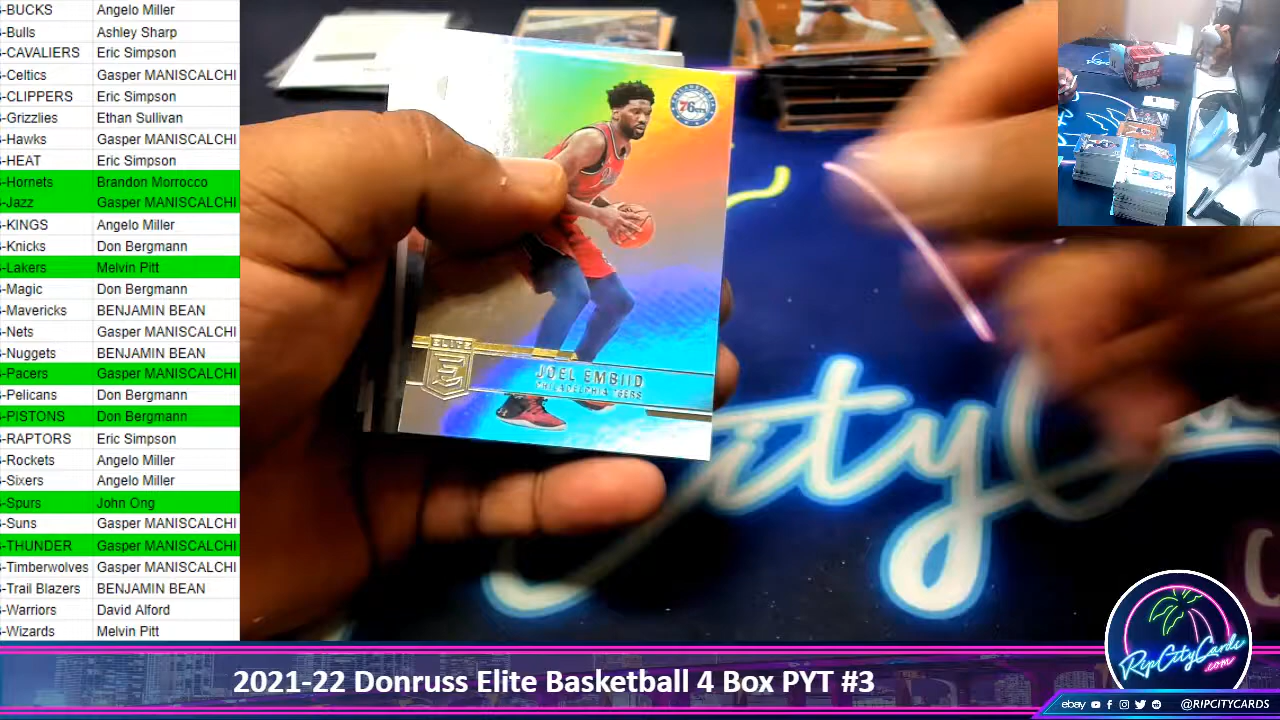 -BUCKS Angelo Miller
-Bulls Ashley Sharp
-CAVALIERS Eric Simpson
-Celtics Gasper MANISCALCHI
-CLIPPERS Eric Simpson
-Grizzlies Ethan Sullivan
-Hawks Gasper MANISCALCHI
-HEAT Eric Simpson
-Hornets Brandon Morrocco
-Jazz Gasper MANISCALCHI
-KINGS Angelo Miller
-Knicks Don Bergmann
-Lakers Melvin Pitt
-Magic Don Bergmann
-Mavericks BENJAMIN BEAN
-Nets Gasper MANISCALCHI
-Nuggets BENJAMIN BEAN
-Pacers Gasper MANISCALCHI
-Pelicans Don Bergmann
-PISTONS Don Bergmann
-RAPTORS Eric Simpson
-Rockets Angelo Miller
-Sixers Angelo Miller
-Spurs John Ong
-Suns Gasper MANISCALCHI
-THUNDER Gasper MANISCALCHI
-Timberwolves Gasper MANISCALCHI
-Trail Blazers BENJAMIN BEAN
-Warriors David Alford
-Wizards Melvin Pitt
76ers
ELITE
JOEL EMBIID
PHILADELPHIA 76ERS
ityC
RipCityCards
.com
2021-22 Donruss Elite Basketball 4 Box PYT #3
ebay @RIPCITYCARDS